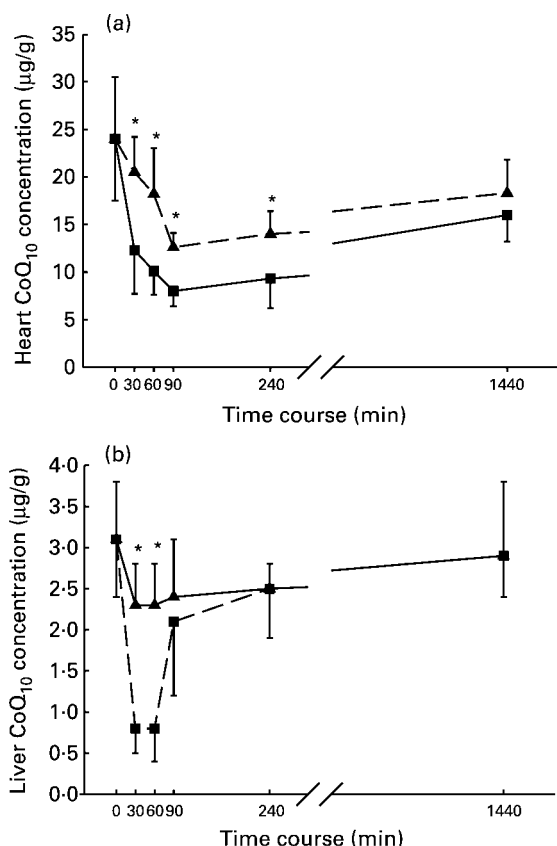 (a)
35
30
25
20
15
10
5
0
Heart CoQ10 concentration (µg/g)
* * * *
0 30 60 90 240 1440
Time course (min)
(b)
4·0
3·5
3·0
2·5
2·0
1·5
1·0
0·5
0·0
Liver CoQ10 concentration (µg/g)
* *
0 30 60 90 240 1440
Time course (min)